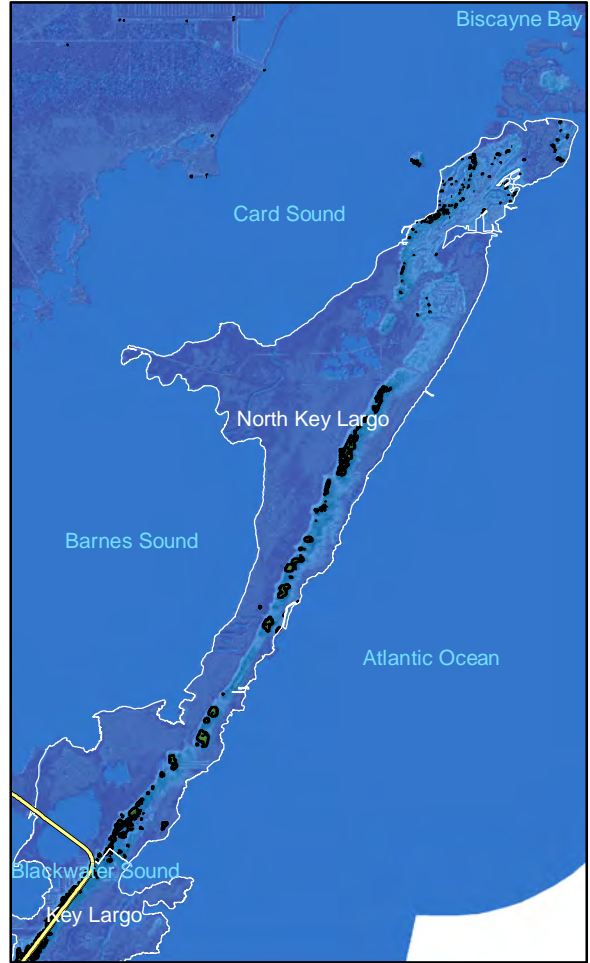 Biscayne Bay
Card Sound
North Key Largo
Barnes Sound
Atlantic Ocean
Blackwater Sound
Key Largo